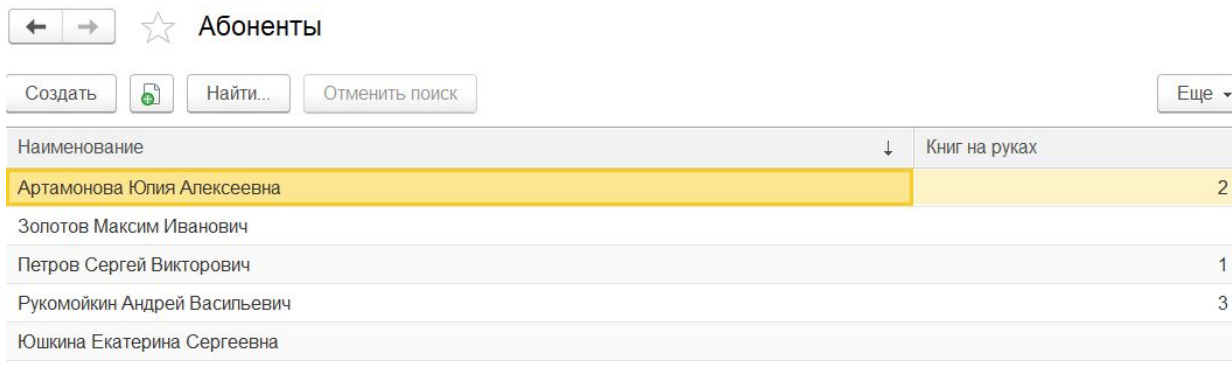 Абоненты
Создать Найти... Отменить поиск Еще
Наименование ↓ Книг на руках
Артамонова Юлия Алексеевна 2
Золотов Максим Иванович
Петров Сергей Викторович 1
Рукомойкин Андрей Васильевич 3
Юшкина Екатерина Сергеевна